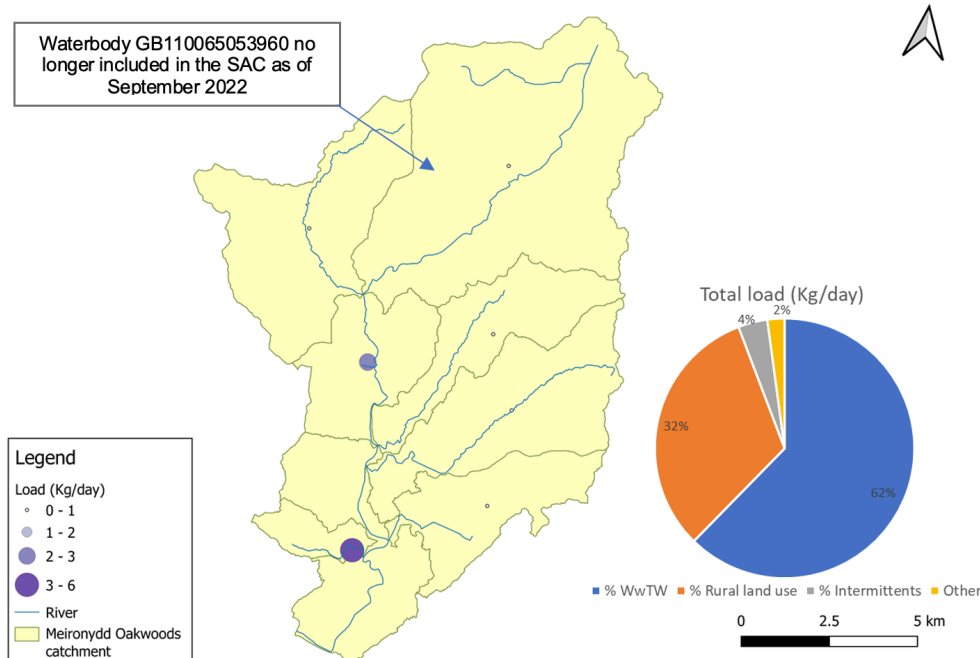 Waterbody GB110065053960 no
longer included in the SAC as of
September 2022
Total load (Kg/day)
2%
4%
32%
62%
% WwTW % Rural land use % Intermittents Other
0 2.5 5 km
Legend
Load (Kg/day)
0 - 1
1 - 2
2 - 3
3 - 6
River
Meironydd Oakwoods
catchment